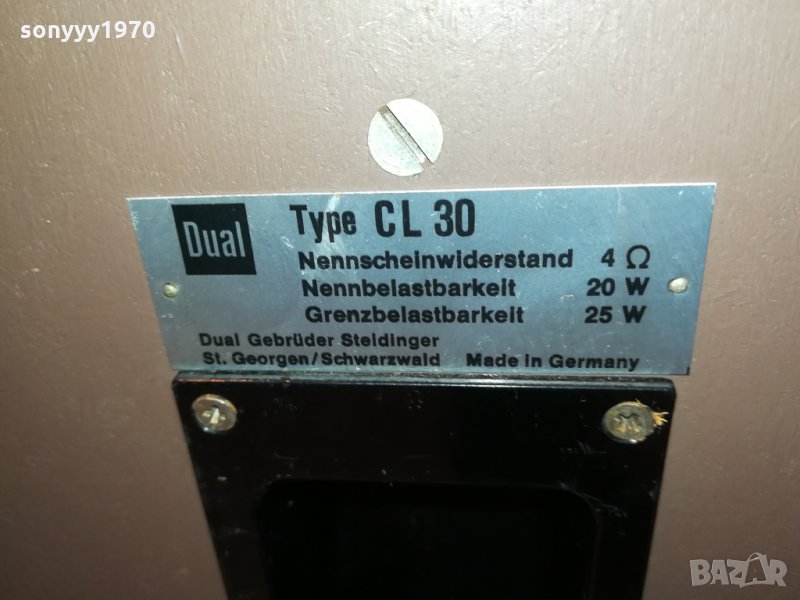 sonyyy1970
Dual
Type CL 30
Nennscheinwiderstand 4 Ω
Nennbelastbarkeit 20 W
Grenzbelastbarkeit 25 W
Dual Gebrüder Steidinger
St. Georgen/Schwarzwald Made in Germany
BAZAR